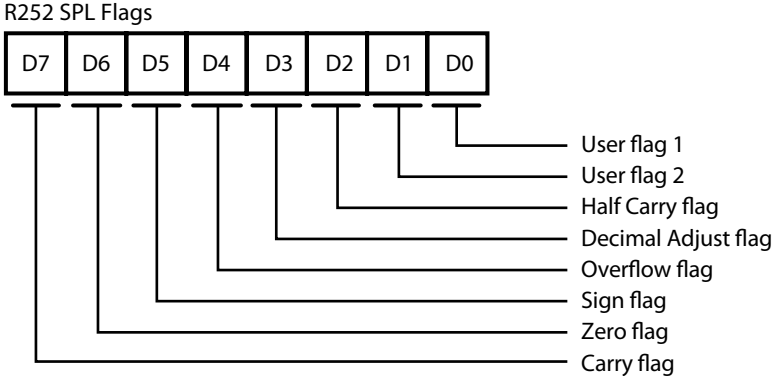 R252 SPL Flags
D7 D6 D5 D4 D3 D2 D1 D0
User flag 1
User flag 2
Half Carry flag
Decimal Adjust flag
Overflow flag
Sign flag
Zero flag
Carry flag